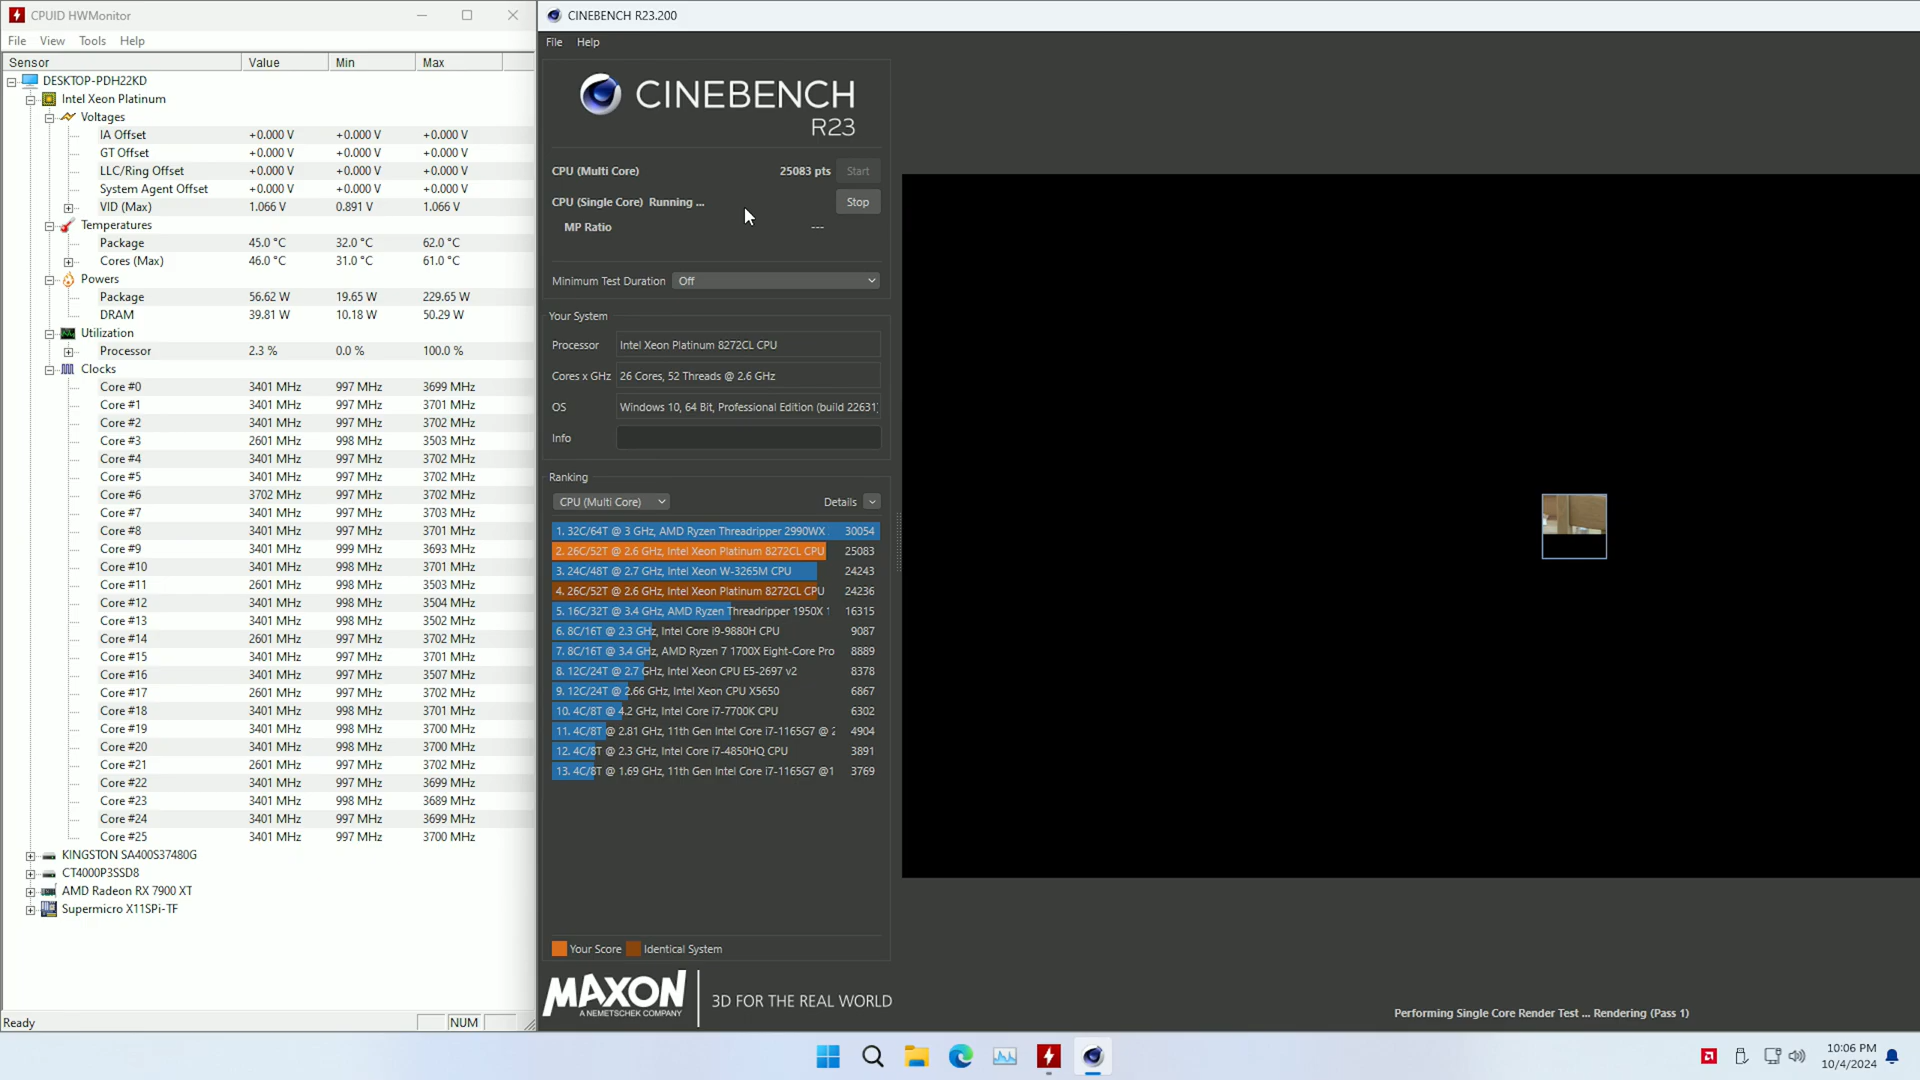 CPUID HWMonitor
File View Tools Help
Sensor Value Min Max
DESKTOP-PDH22KD
Intel Xeon Platinum
Voltages
IA Offset +0.000 V +0.000 V +0.000 V
GT Offset +0.000 V +0.000 V +0.000 V
LLC/Ring Offset +0.000 V +0.000 V +0.000 V
System Agent Offset +0.000 V +0.000 V +0.000 V
VID (Max) 1.066 V 0.891 V 1.066 V
Temperatures
Package 45.0 °C 32.0 °C 62.0 °C
Cores (Max) 46.0 °C 31.0 °C 61.0 °C
Powers
Package 56.62 W 19.65 W 229.65 W
DRAM 39.81 W 10.18 W 50.29 W
Utilization
Processor 2.3 % 0.0 % 100.0 %
Clocks
Core #0 3401 MHz 997 MHz 3699 MHz
Core #1 3401 MHz 997 MHz 3701 MHz
Core #2 3401 MHz 997 MHz 3702 MHz
Core #3 2601 MHz 998 MHz 3503 MHz
Core #4 3401 MHz 997 MHz 3702 MHz
Core #5 3401 MHz 997 MHz 3702 MHz
Core #6 3702 MHz 997 MHz 3702 MHz
Core #7 3401 MHz 997 MHz 3703 MHz
Core #8 3401 MHz 997 MHz 3701 MHz
Core #9 3401 MHz 999 MHz 3693 MHz
Core #10 3401 MHz 998 MHz 3701 MHz
Core #11 2601 MHz 998 MHz 3503 MHz
Core #12 3401 MHz 998 MHz 3504 MHz
Core #13 3401 MHz 998 MHz 3502 MHz
Core #14 2601 MHz 997 MHz 3702 MHz
Core #15 3401 MHz 997 MHz 3701 MHz
Core #16 3401 MHz 997 MHz 3507 MHz
Core #17 2601 MHz 997 MHz 3702 MHz
Core #18 3401 MHz 998 MHz 3701 MHz
Core #19 3401 MHz 998 MHz 3700 MHz
Core #20 3401 MHz 998 MHz 3700 MHz
Core #21 2601 MHz 997 MHz 3702 MHz
Core #22 3401 MHz 997 MHz 3699 MHz
Core #23 3401 MHz 998 MHz 3689 MHz
Core #24 3401 MHz 997 MHz 3699 MHz
Core #25 3401 MHz 997 MHz 3700 MHz
KINGSTON SA400S37480G
CT4000P3SSD8
AMD Radeon RX 7900 XT
Supermicro X11SPi-TF
Ready NUM
CINEBENCH R23.200
File Help
CINEBENCH
R23
CPU (Multi Core) 25083 pts Start
CPU (Single Core) Running ... Stop
MP Ratio ---
Minimum Test Duration Off
Your System
Processor Intel Xeon Platinum 8272CL CPU
Cores x GHz 26 Cores, 52 Threads @ 2.6 GHz
OS Windows 10, 64 Bit, Professional Edition (build 22631)
Info
Ranking
CPU (Multi Core) Details
1. 32C/64T @ 3 GHz, AMD Ryzen Threadripper 2990WX 30054
2. 26C/52T @ 2.6 GHz, Intel Xeon Platinum 8272CL CPU 25083
3. 24C/48T @ 2.7 GHz, Intel Xeon W-3265M CPU 24243
4. 26C/52T @ 2.6 GHz, Intel Xeon Platinum 8272CL CPU 24236
5. 16C/32T @ 3.4 GHz, AMD Ryzen Threadripper 1950X 1 16315
6. 8C/16T @ 2.3 GHz, Intel Core i9-9880H CPU 9087
7. 8C/16T @ 3.4 GHz, AMD Ryzen 7 1700X Eight-Core Pro 8889
8. 12C/24T @ 2.7 GHz, Intel Xeon CPU E5-2697 v2 8378
9. 12C/24T @ 2.66 GHz, Intel Xeon CPU X5650 6867
10. 4C/8T @ 4.2 GHz, Intel Core i7-7700K CPU 6302
11. 4C/8T @ 2.81 GHz, 11th Gen Intel Core i7-1165G7 @ 2 4904
12. 4C/8T @ 2.3 GHz, Intel Core i7-4850HQ CPU 3891
13. 4C/8T @ 1.69 GHz, 11th Gen Intel Core i7-1165G7 @1 3769
Your Score Identical System
MAXON 3D FOR THE REAL WORLD
A NEMETSCHEK COMPANY
Performing Single Core Render Test ... Rendering (Pass 1)
10:06 PM
10/4/2024